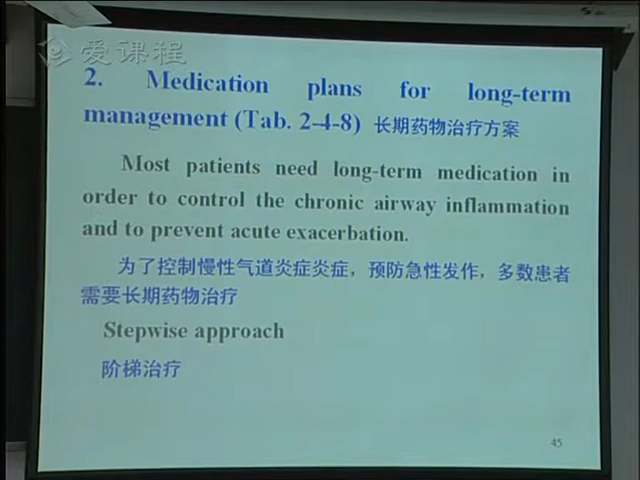 爱课程
2. Medication plans for long-term
management (Tab. 2-4-8) 长期药物治疗方案
Most patients need long-term medication in
order to control the chronic airway inflammation
and to prevent acute exacerbation.
为了控制慢性气道炎症炎症，预防急性发作，多数患者
需要长期药物治疗
Stepwise approach
阶梯治疗
45